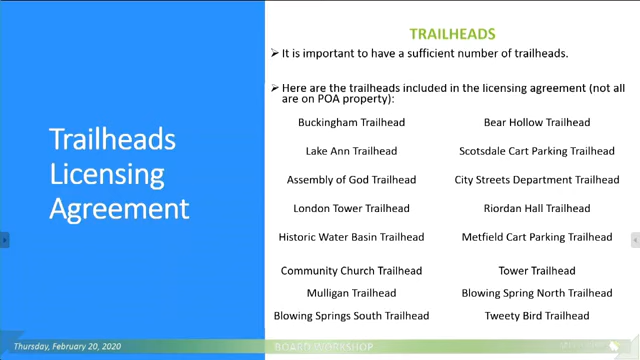 Trailheads
Licensing
Agreement
TRAILHEADS
➤ It is important to have a sufficient number of trailheads.
➤ Here are the trailheads included in the licensing agreement (not all
are on POA property):
Buckingham Trailhead
Bear Hollow Trailhead
Lake Ann Trailhead
Scotsdale Cart Parking Trailhead
Assembly of God Trailhead
City Streets Department Trailhead
London Tower Trailhead
Riordan Hall Trailhead
Historic Water Basin Trailhead
Metfield Cart Parking Trailhead
Community Church Trailhead
Tower Trailhead
Mulligan Trailhead
Blowing Spring North Trailhead
Blowing Springs South Trailhead
Tweety Bird Trailhead
Thursday, February 20, 2020
BOARD WORKSHOP